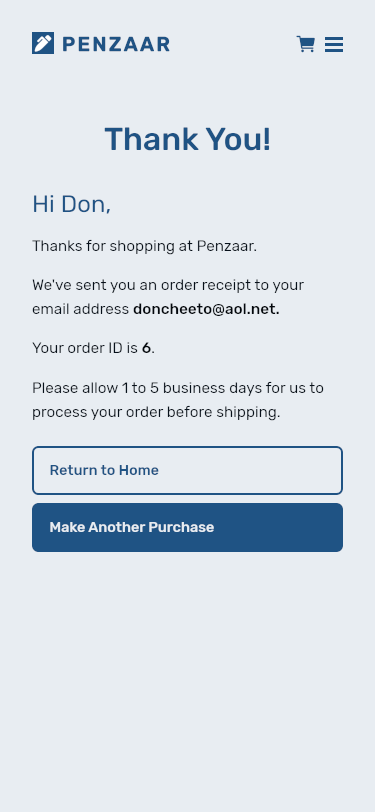 PENZAAR
Thank You!
Hi Don,
Thanks for shopping at Penzaar.
We've sent you an order receipt to your
email address doncheeto@aol.net.
Your order ID is 6.
Please allow 1 to 5 business days for us to
process your order before shipping.
Return to Home
Make Another Purchase